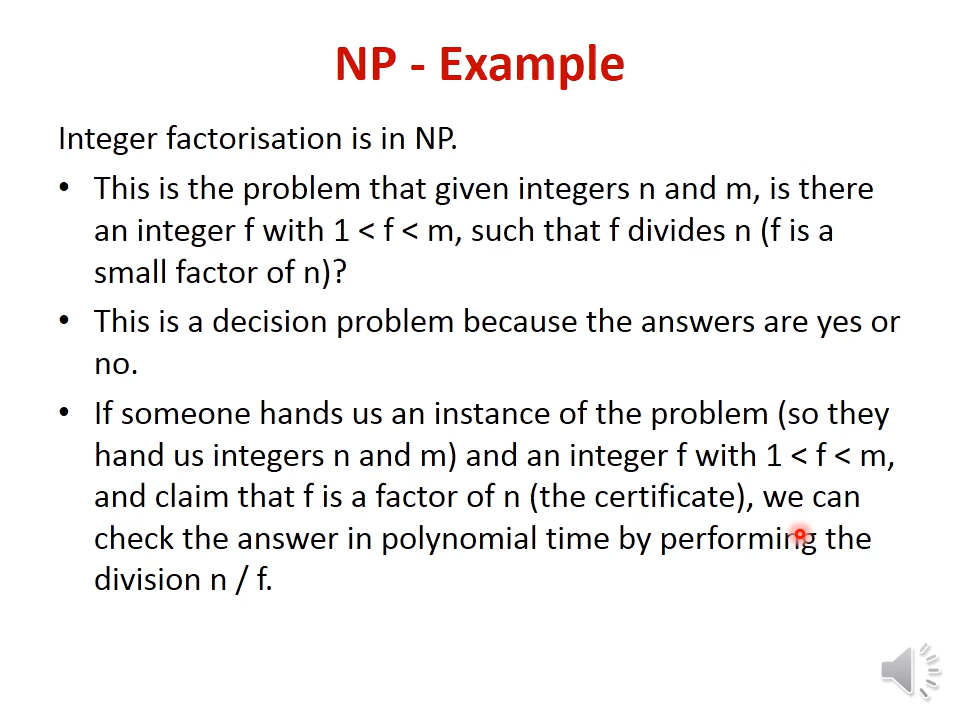 NP - Example
Integer factorisation is in NP.
• This is the problem that given integers n and m, is there
an integer f with 1 < f < m, such that f divides n (f is a
small factor of n)?
• This is a decision problem because the answers are yes or
no.
• If someone hands us an instance of the problem (so they
hand us integers n and m) and an integer f with 1 < f < m,
and claim that f is a factor of n (the certificate), we can
check the answer in polynomial time by performing the
division n / f.